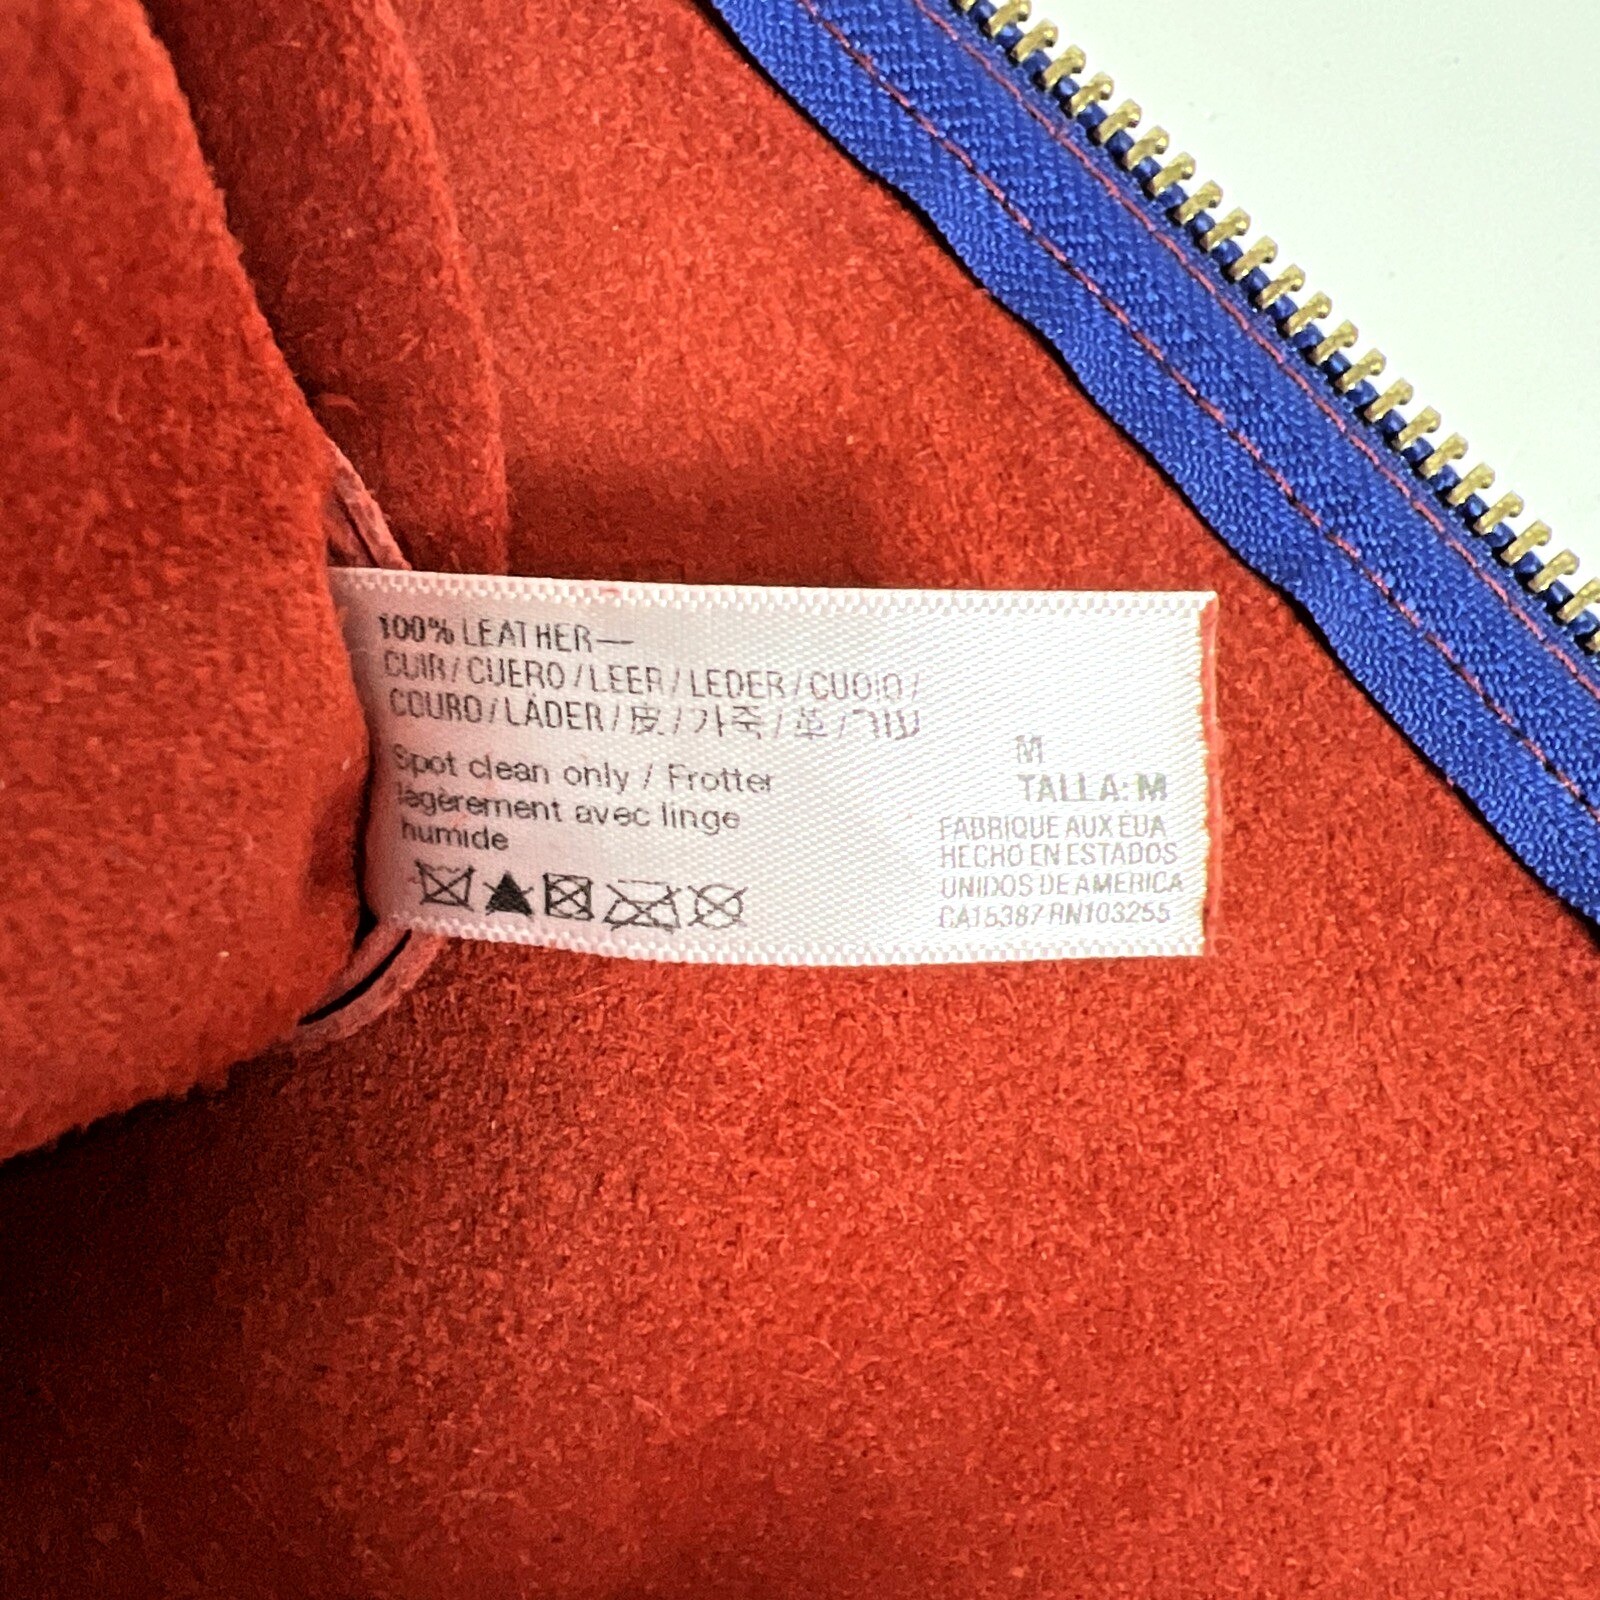 100% LEATHER—
CUIR / CUERO / LEER / LEDER / CUOIO /
COURO / LÄDER / 皮 / 가죽 / 革 / עור
Spot clean only / Frotter
lagèrement avec linge
humide
M
TALLA: M
FABRIQUE AUX EUA
HECHO EN ESTADOS
UNIDOS DE AMERICA
CA15387 RN103255